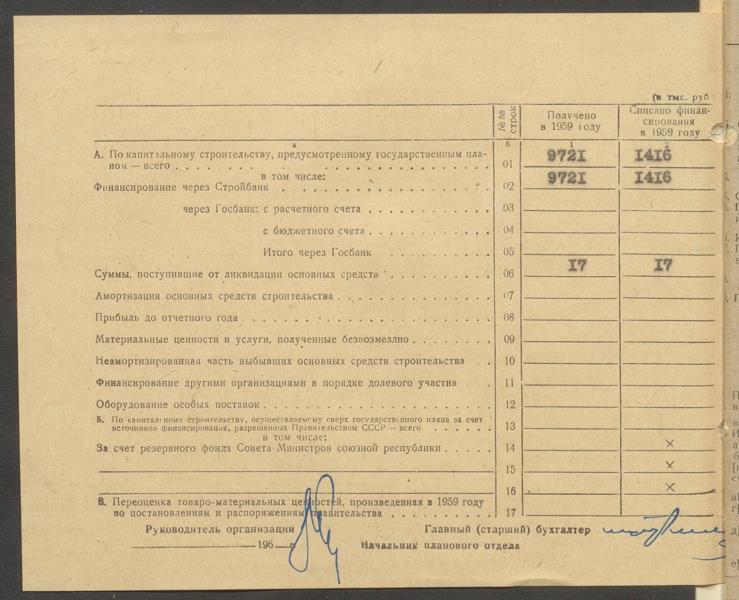 (в тыс. руб
№№ строк
Получено в 1959 году
Списано финансирования в 1959 году
а б 1 2
А. По капитальному строительству, предусмотренному государственным пла-
ном — всего 01 9721 1416
в том числе:
Финансирование через Стройбанк 02 9721 1416
через Госбанк: с расчетного счета 03
с бюджетного счета 04
Итого через Госбанк 05
Суммы, поступившие от ликвидации основных средств 06 17 17
Амортизация основных средств строительства 07
Прибыль до отчетного года 08
Материальные ценности и услуги, полученные безвозмездно 09
Неамортизированная часть выбывших основных средств строительства 10
Финансирование другими организациями в порядке долевого участия 11
Оборудование особых поставок 12
Б. По капитальному строительству, осуществляемому сверх государственного плана за счет
источников финансирования, разрешенных Правительством СССР — всего 13
в том числе:
За счет резервного фонда Совета Министров союзной республики 14 ×
15 ×
16 ×
В. Переоценка товаро-материальных ценностей, произведенная в 1959 году
по постановлениям и распоряжениям правительства 17
Руководитель организации Главный (старший) бухгалтер
196 г. Начальник планового отдела